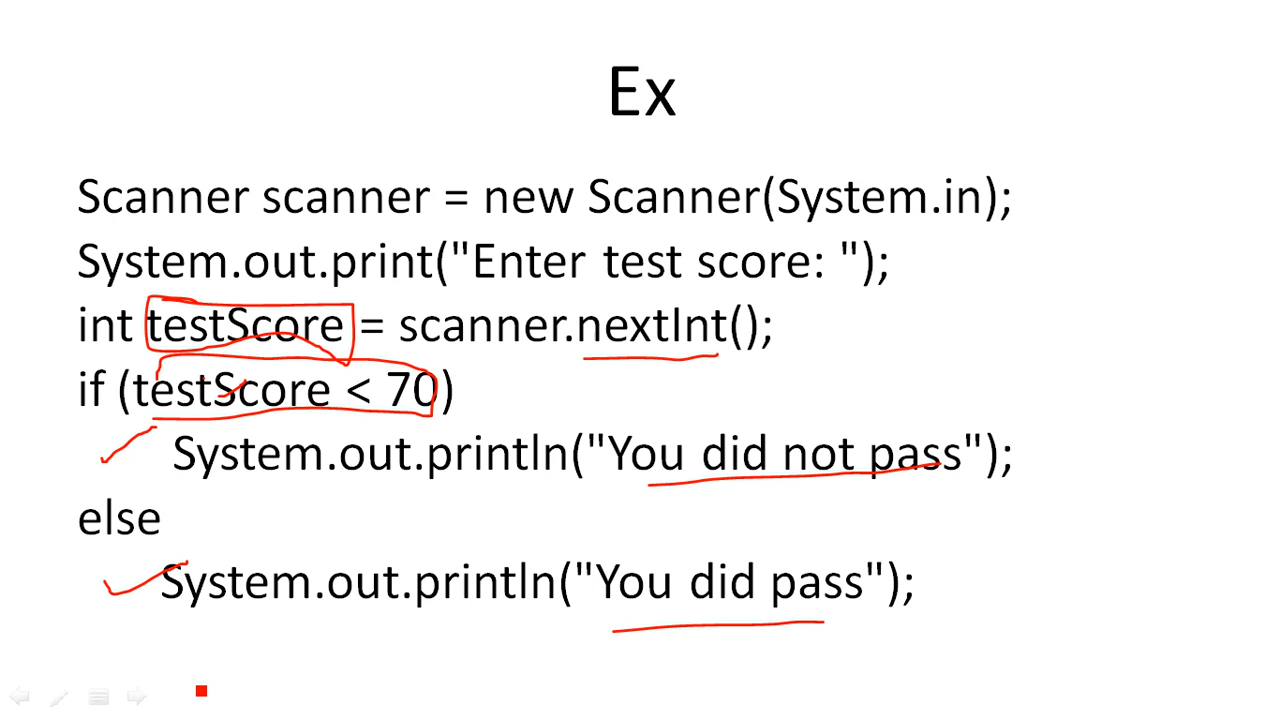 Ex
Scanner scanner = new Scanner(System.in);
System.out.print("Enter test score: ");
int testScore = scanner.nextInt();
if (testScore < 70)
System.out.println("You did not pass");
else
System.out.println("You did pass");